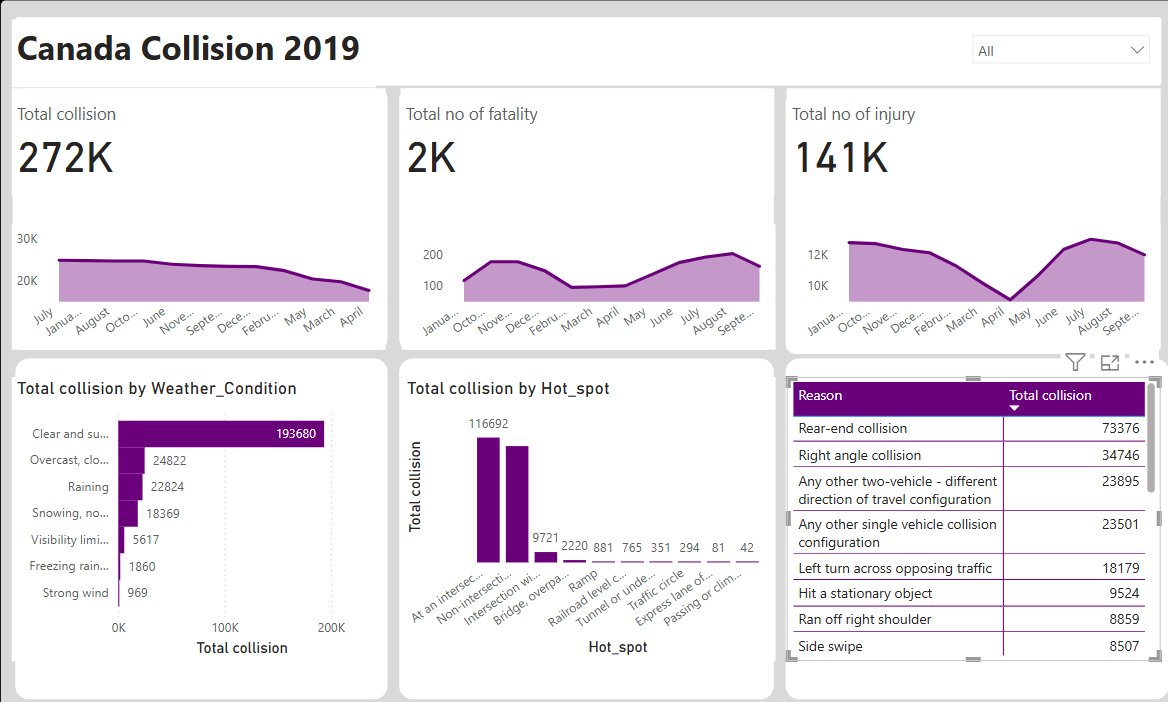 Canada Collision 2019
All
Total collision
272K
30K
20K
July
Janua...
August
Octo...
June
Nove...
Septe...
Dece...
Febru...
May
March
April
Total no of fatality
2K
200
100
Janua...
Octo...
Nove...
Dece...
Febru...
March
April
May
June
July
August
Septe...
Total no of injury
141K
12K
10K
Janua...
Octo...
Nove...
Dece...
Febru...
March
April
May
June
July
August
Septe...
Total collision by Weather_Condition
Clear and su...
193680
Overcast, clo...
24822
Raining
22824
Snowing, no...
18369
Visibility limi...
5617
Freezing rain...
1860
Strong wind
969
0K
100K
200K
Total collision
Total collision by Hot_spot
Total collision
116692
9721
2220
881
765
351
294
81
42
At an intersec...
Non-intersecti...
Intersection wi...
Bridge, overpa...
Ramp
Railroad level c...
Tunnel or unde...
Traffic circle
Express lane of...
Passing or clim...
Hot_spot
Reason Total collision
Rear-end collision 73376
Right angle collision 34746
Any other two-vehicle - different 23895
direction of travel configuration
Any other single vehicle collision 23501
configuration
Left turn across opposing traffic 18179
Hit a stationary object 9524
Ran off right shoulder 8859
Side swipe 8507